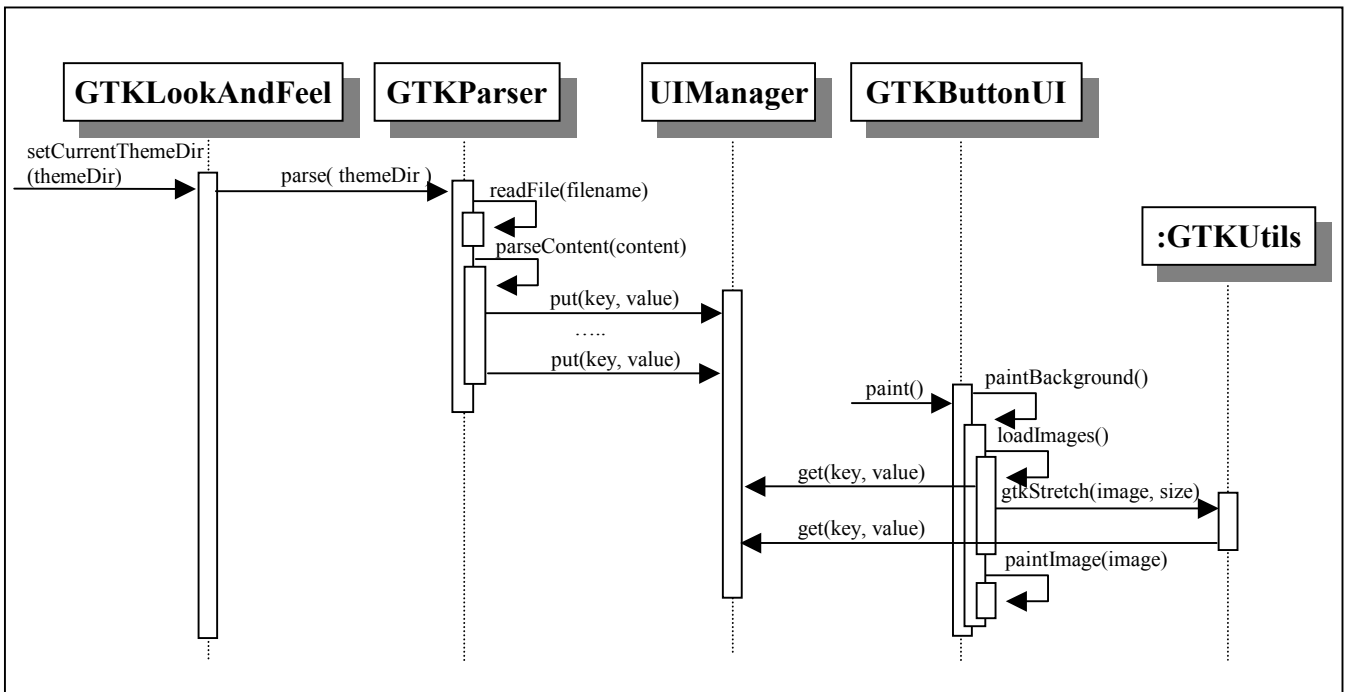 GTKLookAndFeel
GTKParser
UIManager
GTKButtonUI
setCurrentThemeDir
(themeDir)
parse( themeDir )
readFile(filename)
:GTKUtils
parseContent(content)
put(key, value)
…..
put(key, value)
paint()
paintBackground()
loadImages()
get(key, value)
gtkStretch(image, size)
get(key, value)
paintImage(image)